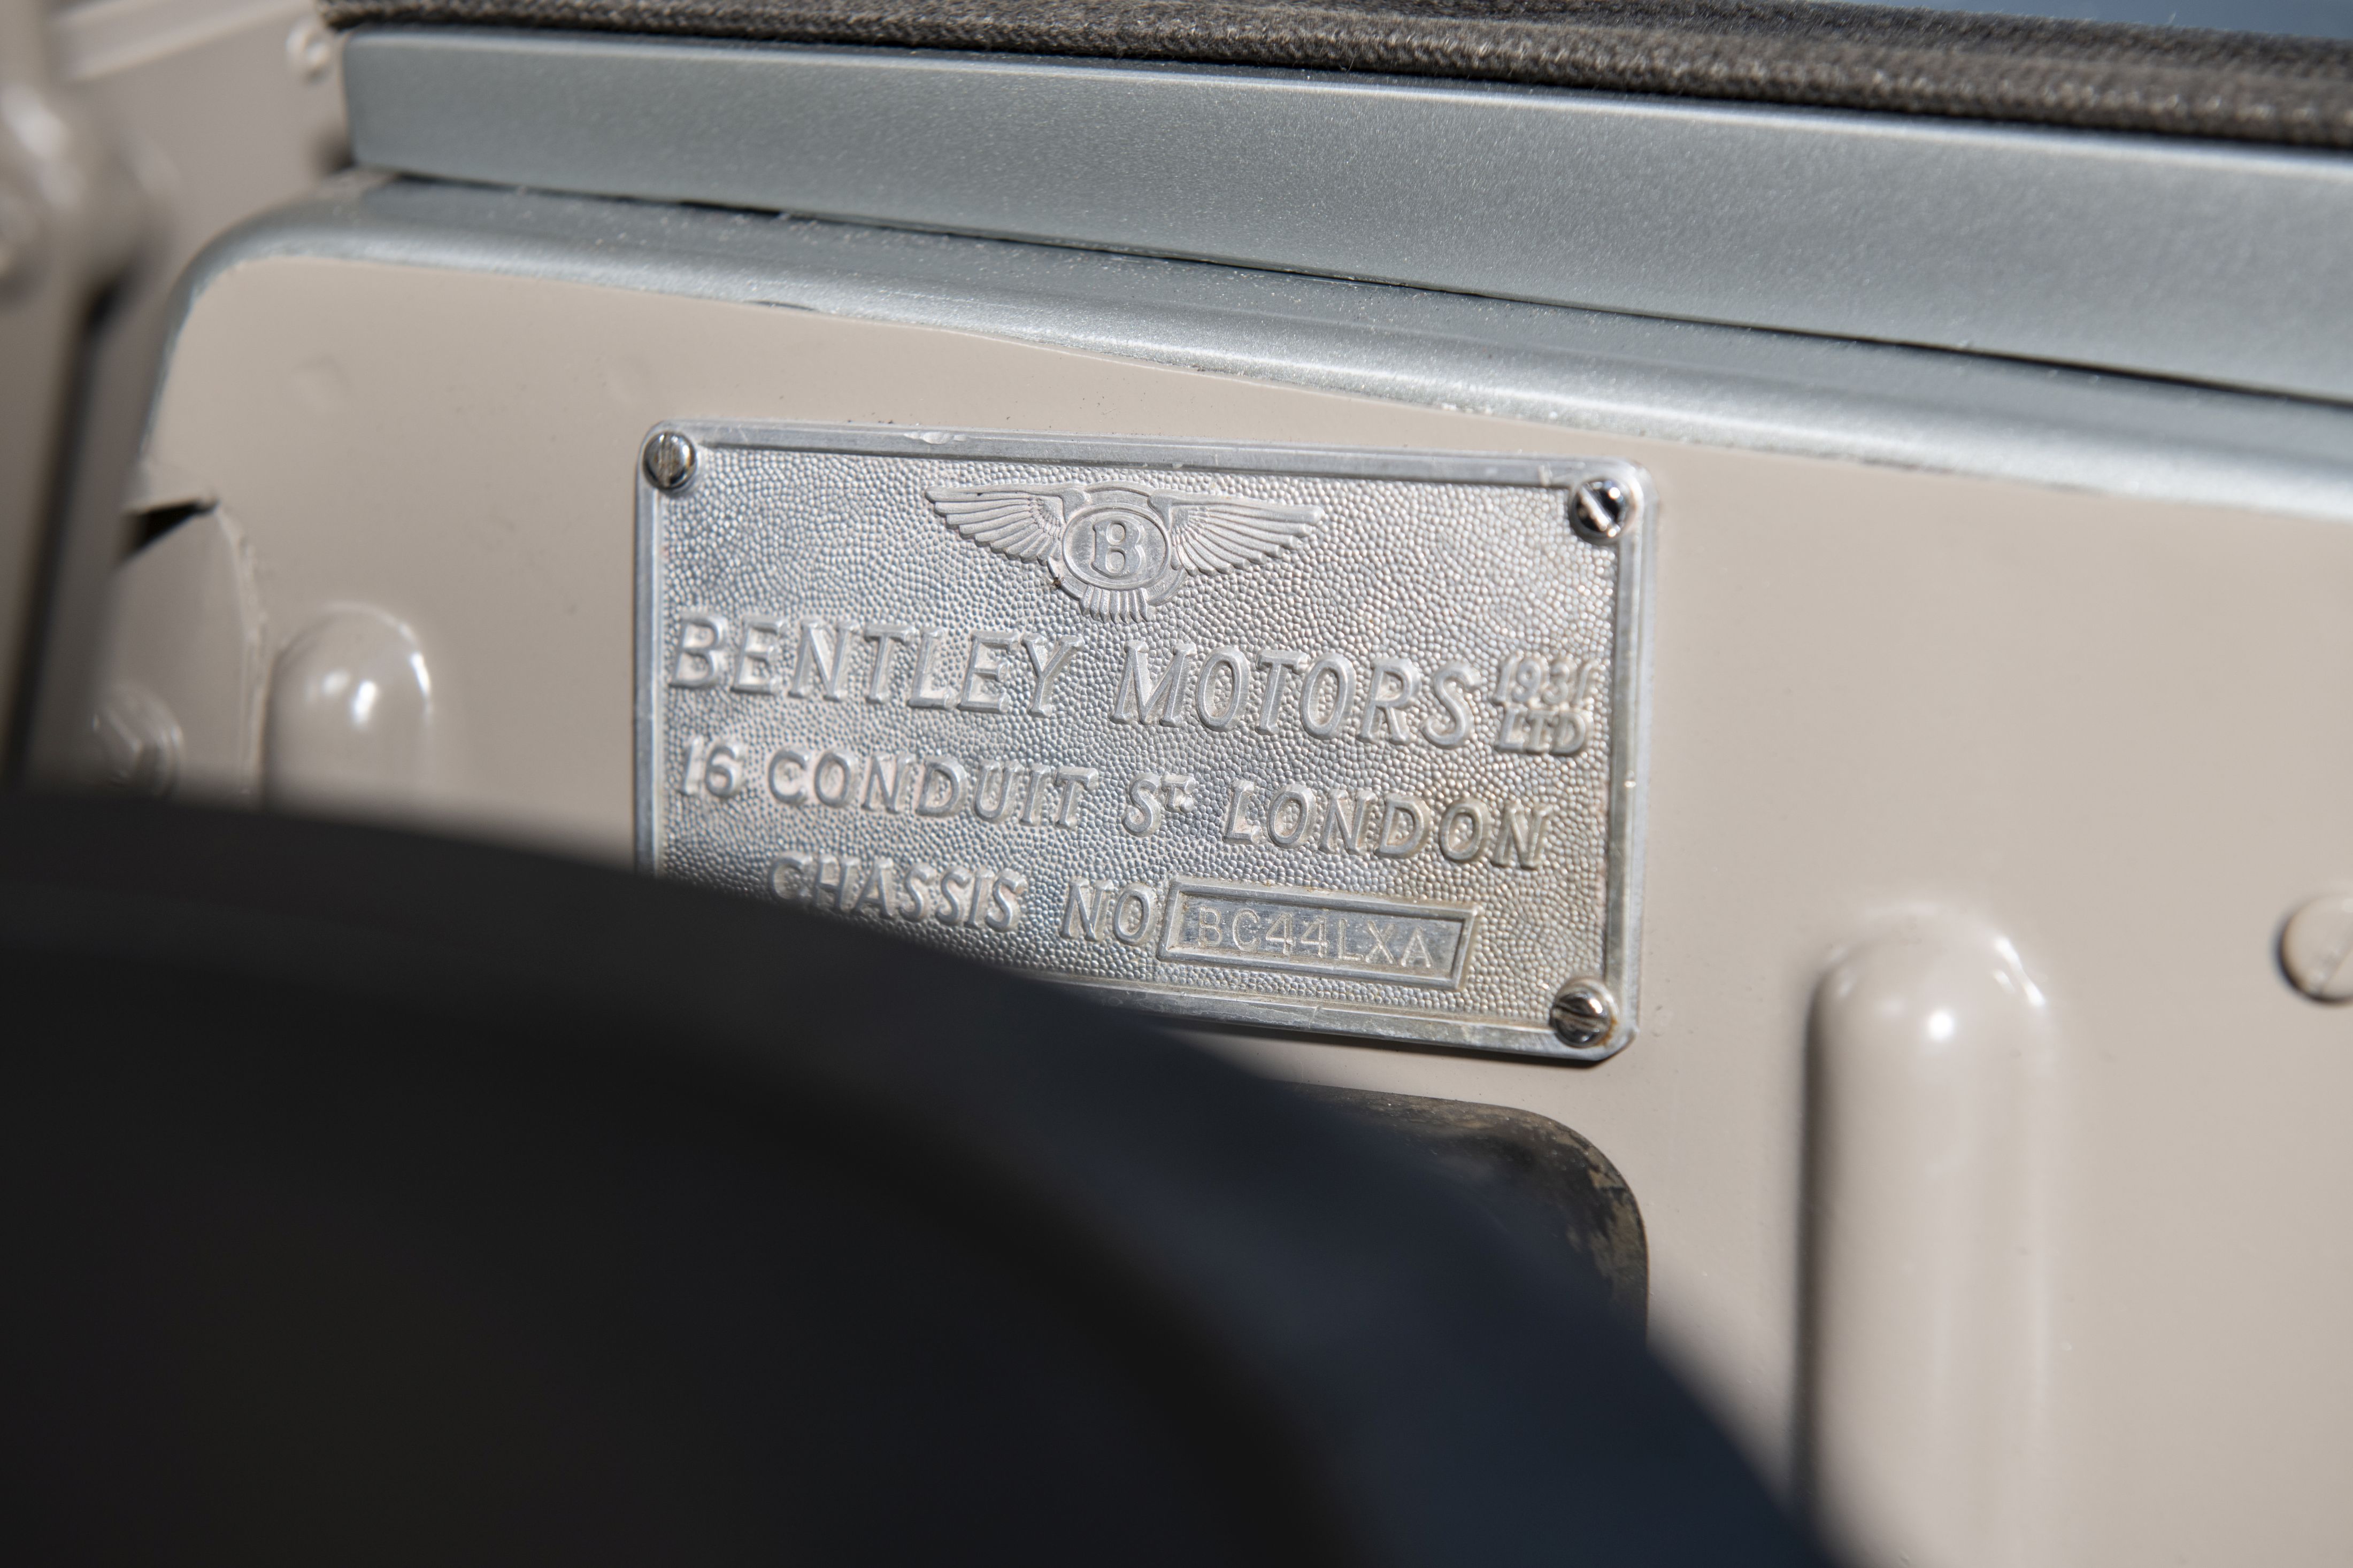 B
BENTLEY MOTORS 1931 LTD
16 CONDUIT ST LONDON
CHASSIS NO BC44LXA